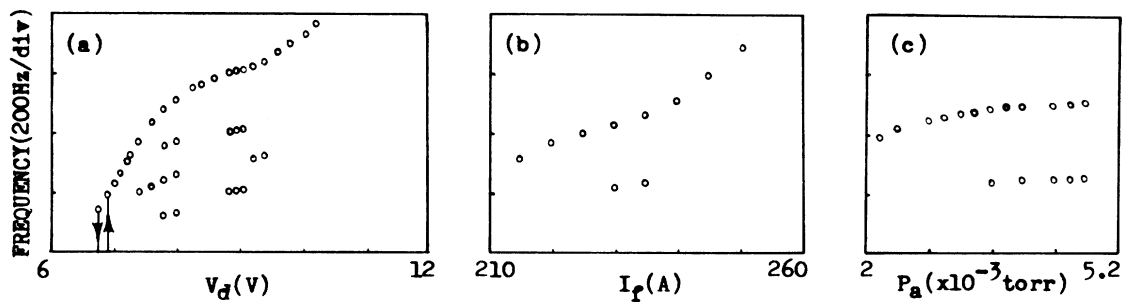 (a)
(b)
(c)
FREQUENCY(200Hz/div)
6
12
210
260
2
5.2
V_d(V)
I_f(A)
P_a(x10^-3 torr)